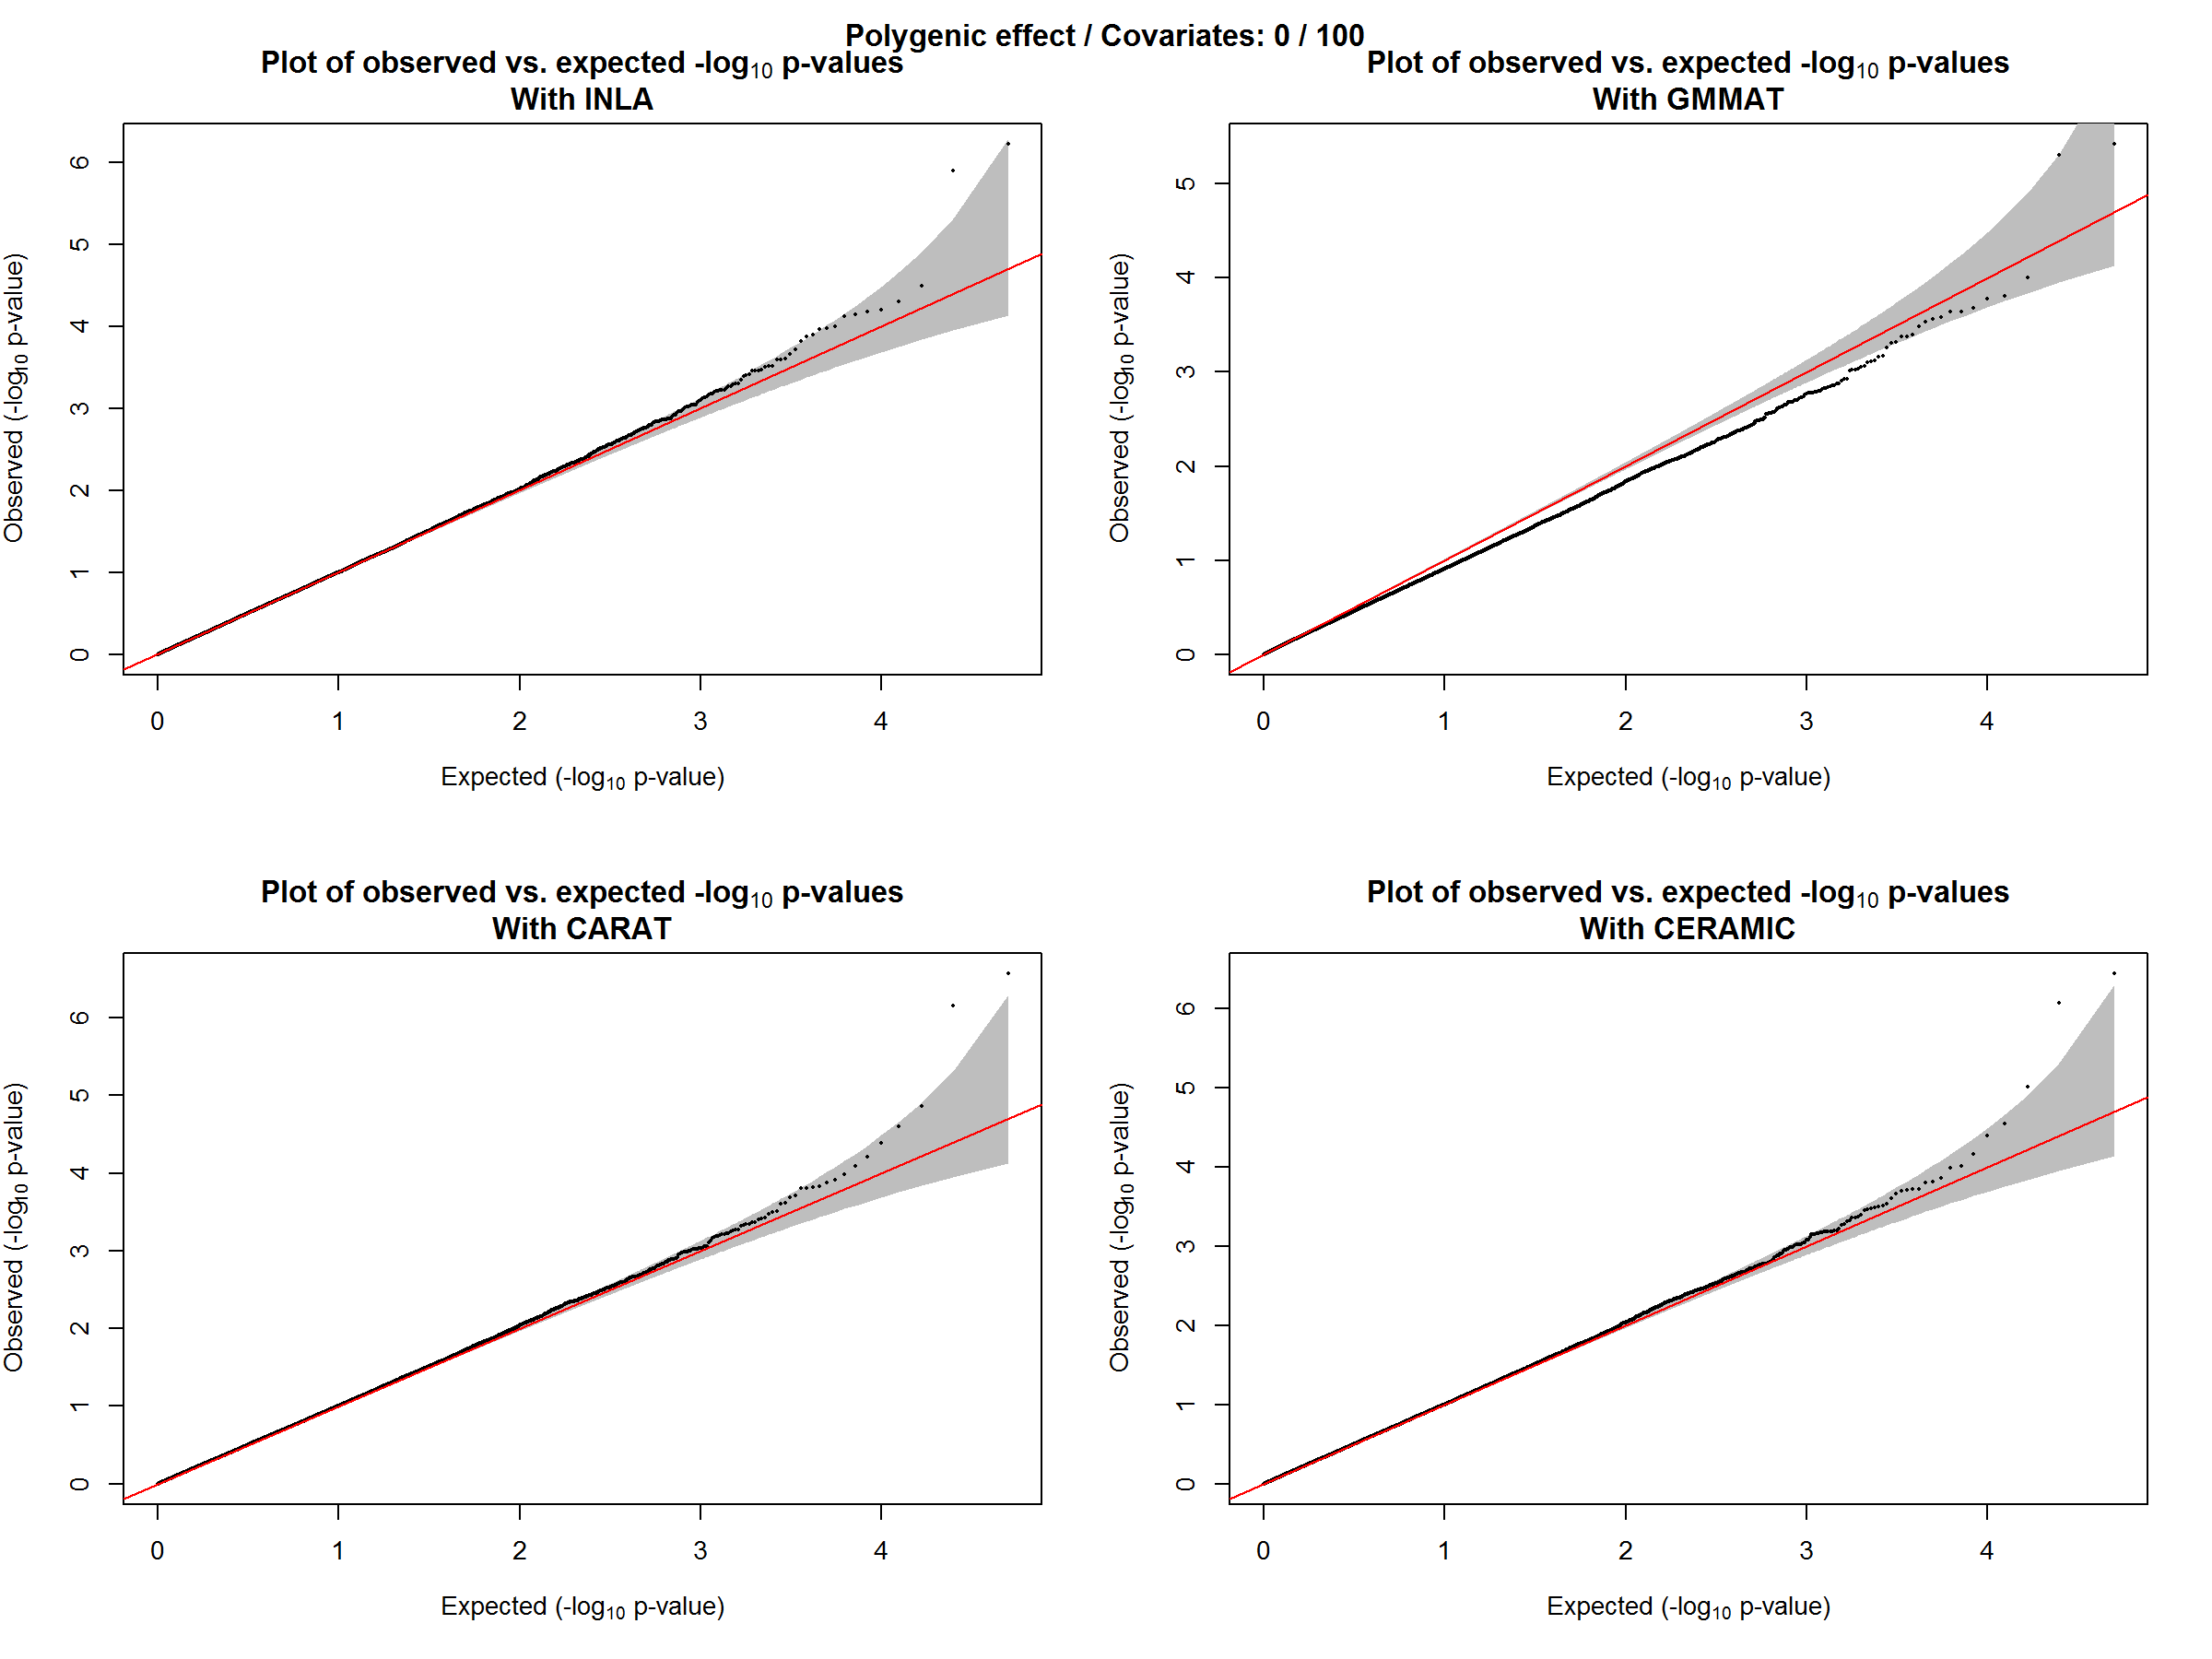 Polygenic effect / Covariates: 0 / 100
Plot of observed vs. expected -log10 p-values
With INLA
Observed (-log10 p-value)
6
5
4
3
2
1
0
0 1 2 3 4
Expected (-log10 p-value)
Plot of observed vs. expected -log10 p-values
With GMMAT
Observed (-log10 p-value)
5
4
3
2
1
0
0 1 2 3 4
Expected (-log10 p-value)
Plot of observed vs. expected -log10 p-values
With CARAT
Observed (-log10 p-value)
6
5
4
3
2
1
0
0 1 2 3 4
Expected (-log10 p-value)
Plot of observed vs. expected -log10 p-values
With CERAMIC
Observed (-log10 p-value)
6
5
4
3
2
1
0
0 1 2 3 4
Expected (-log10 p-value)